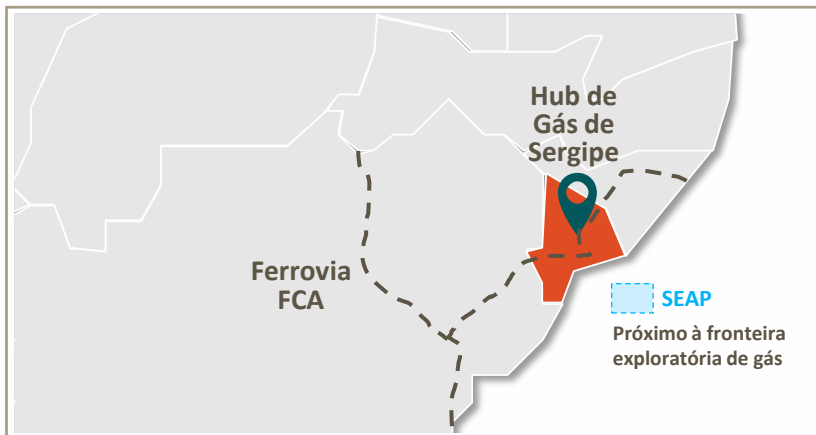 Hub de
Gás de
Sergipe
Ferrovia
FCA
SEAP
Próximo à fronteira
exploratória de gás